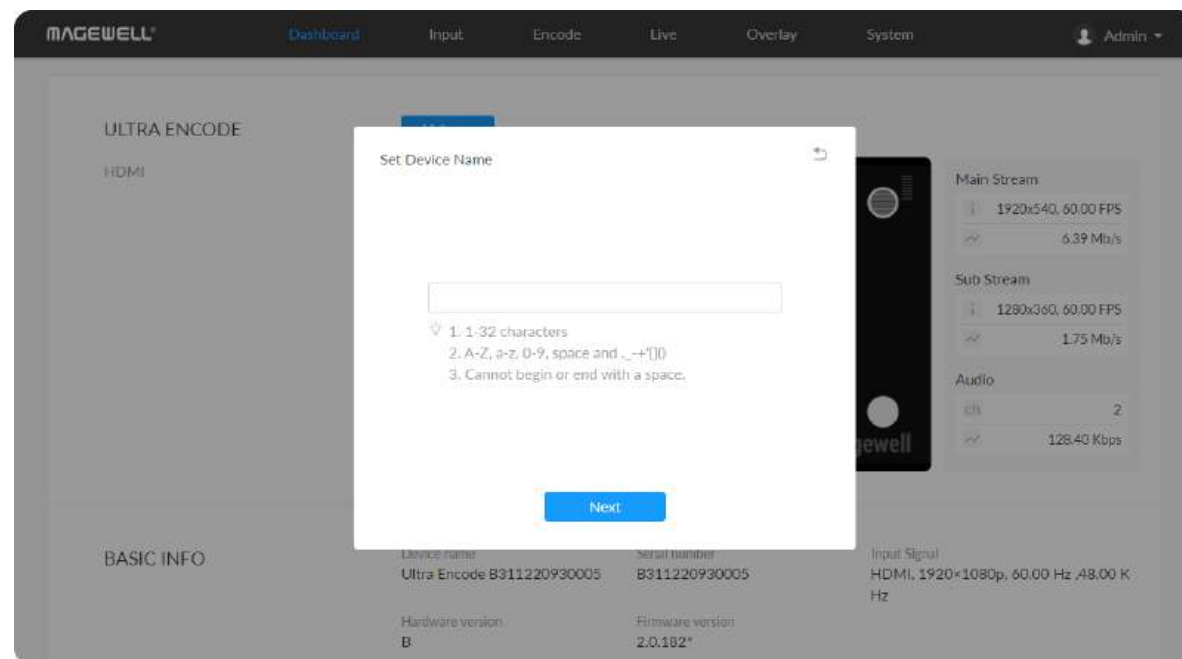 MAGEWELL®
Dashboard Input Encode Live Overlay System Admin
ULTRA ENCODE
HDMI
Set Device Name
1. 1-32 characters
2. A-Z, a-z, 0-9, space and ._-+'[]()
3. Cannot begin or end with a space.
Next
Main Stream
1920x540, 60.00 FPS
6.39 Mb/s
Sub Stream
1280x360, 60.00 FPS
1.75 Mb/s
Audio
ch 2
128.40 Kbps
gewell
BASIC INFO
Device name
Ultra Encode B311220930005
Serial number
B311220930005
Input Signal
HDMI, 1920×1080p, 60.00 Hz ,48.00 K
Hz
Hardware version
B
Firmware version
2.0.182*